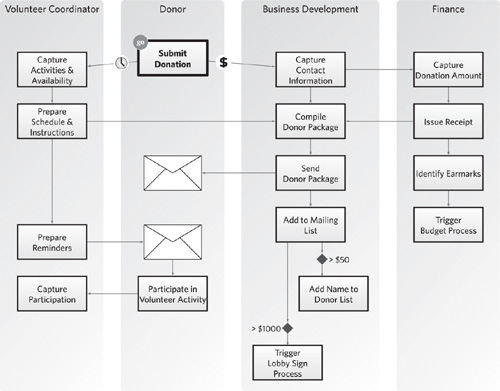 Volunteer Coordinator
Donor
Business Development
Finance
go
Submit
Donation
$
Capture
Activities &
Availability
Capture
Contact
Information
Capture
Donation Amount
Prepare
Schedule &
Instructions
Compile
Donor Package
Issue Receipt
Send
Donor Package
Identify Earmarks
Add to Mailing
List
Trigger
Budget Process
Prepare
Reminders
> $50
Capture
Participation
Participate in
Volunteer Activity
Add Name to
Donor List
> $1000
Trigger
Lobby Sign
Process